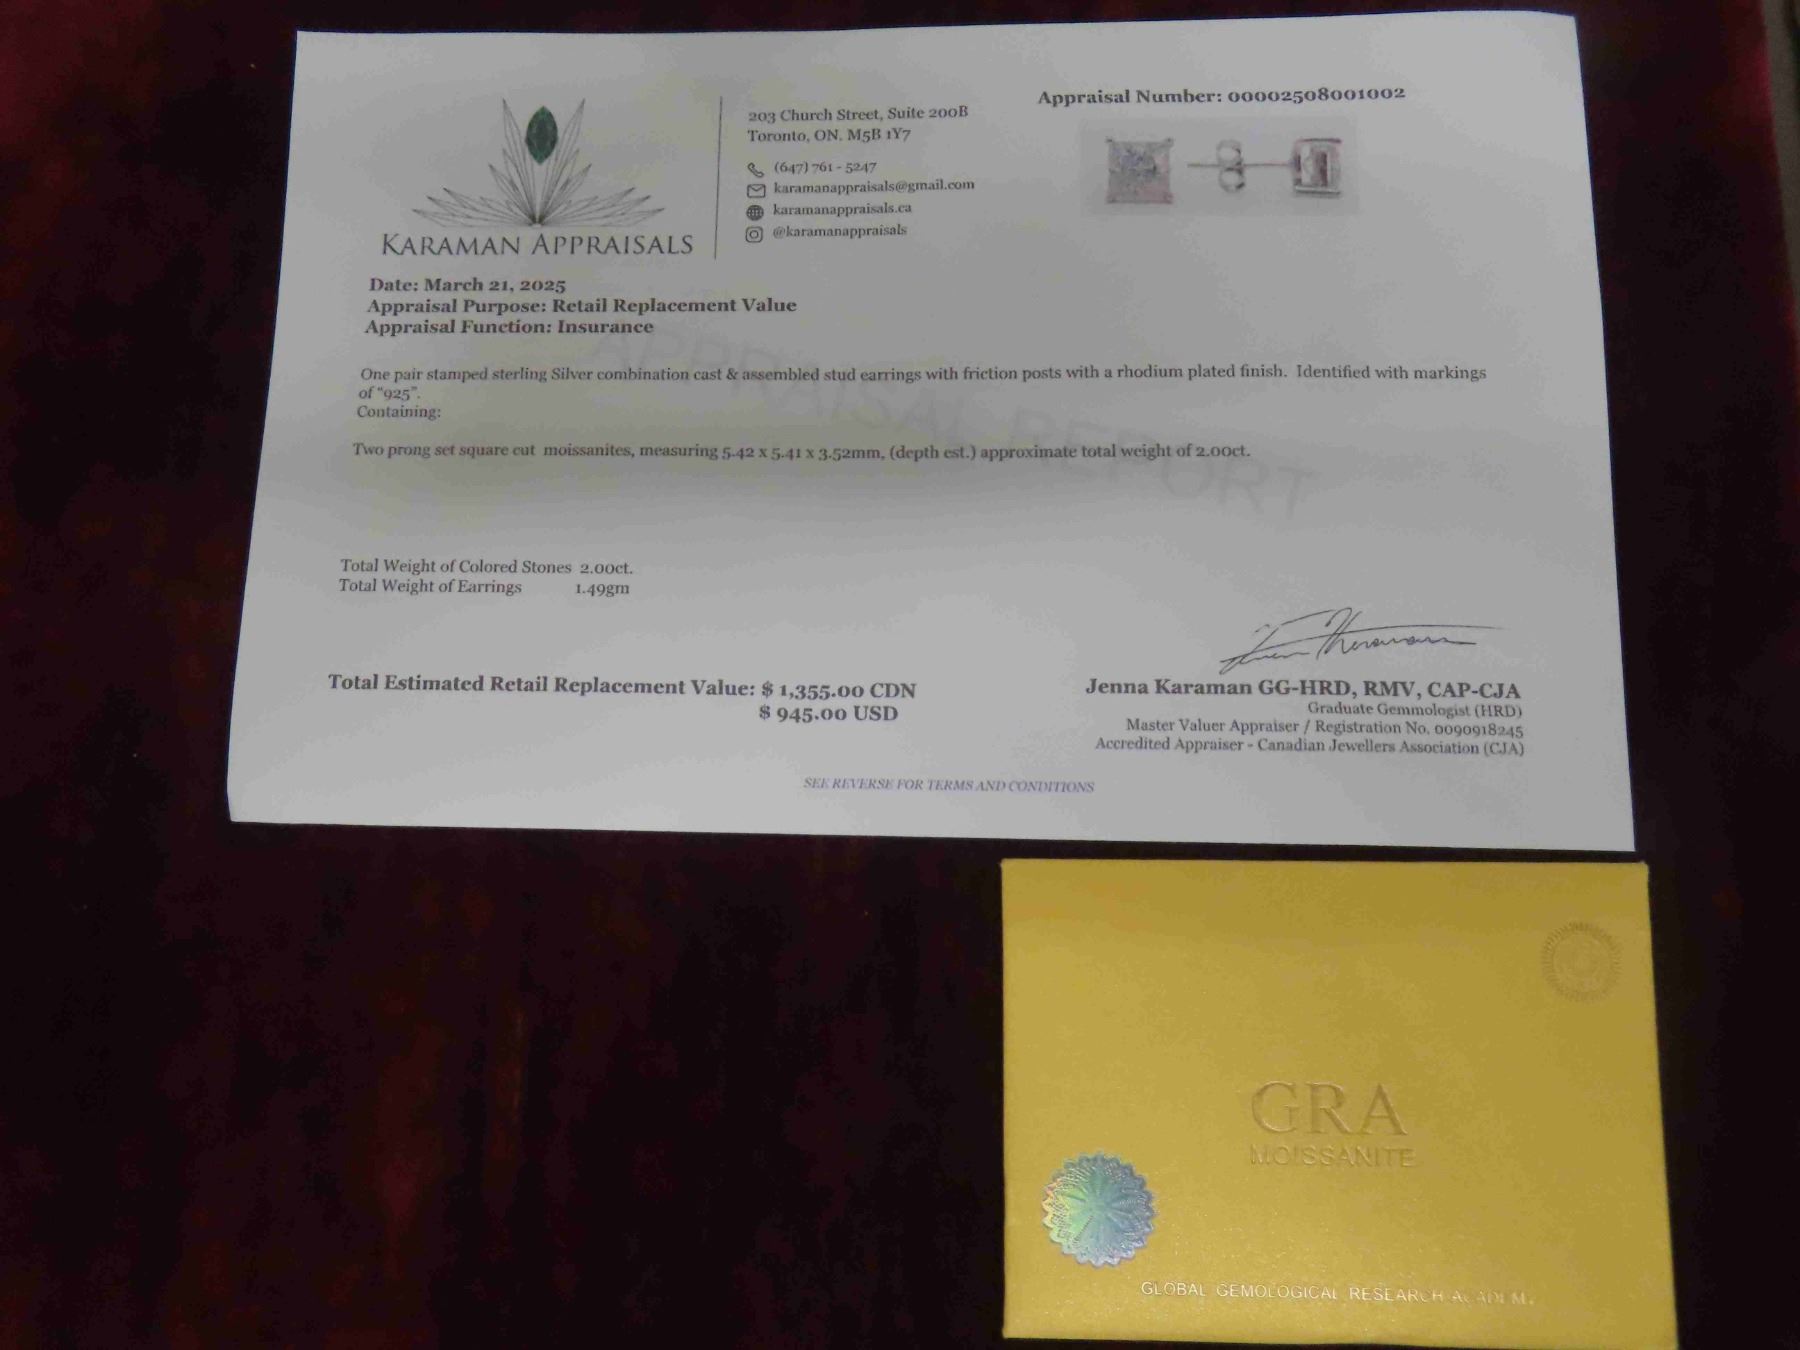 KARAMAN APPRAISALS
203 Church Street, Suite 200B
Toronto, ON. M5B 1Y7
(647) 761 - 5247
karamanappraisals@gmail.com
karamanappraisals.ca
@karamanappraisals
Appraisal Number: 00002508001002
Date: March 21, 2025
Appraisal Purpose: Retail Replacement Value
Appraisal Function: Insurance
APPRAISAL REPORT
One pair stamped sterling Silver combination cast & assembled stud earrings with friction posts with a rhodium plated finish. Identified with markings
of "925".
Containing:
Two prong set square cut moissanites, measuring 5.42 x 5.41 x 3.52mm, (depth est.) approximate total weight of 2.00ct.
Total Weight of Colored Stones 2.00ct.
Total Weight of Earrings 1.49gm
Total Estimated Retail Replacement Value: $ 1,355.00 CDN
$ 945.00 USD
Jenna Karaman GG-HRD, RMV, CAP-CJA
Graduate Gemmologist (HRD)
Master Valuer Appraiser / Registration No. 0090918245
Accredited Appraiser - Canadian Jewellers Association (CJA)
SEE REVERSE FOR TERMS AND CONDITIONS
GRA
MOISSANITE
GLOBAL GEMOLOGICAL RESEARCH